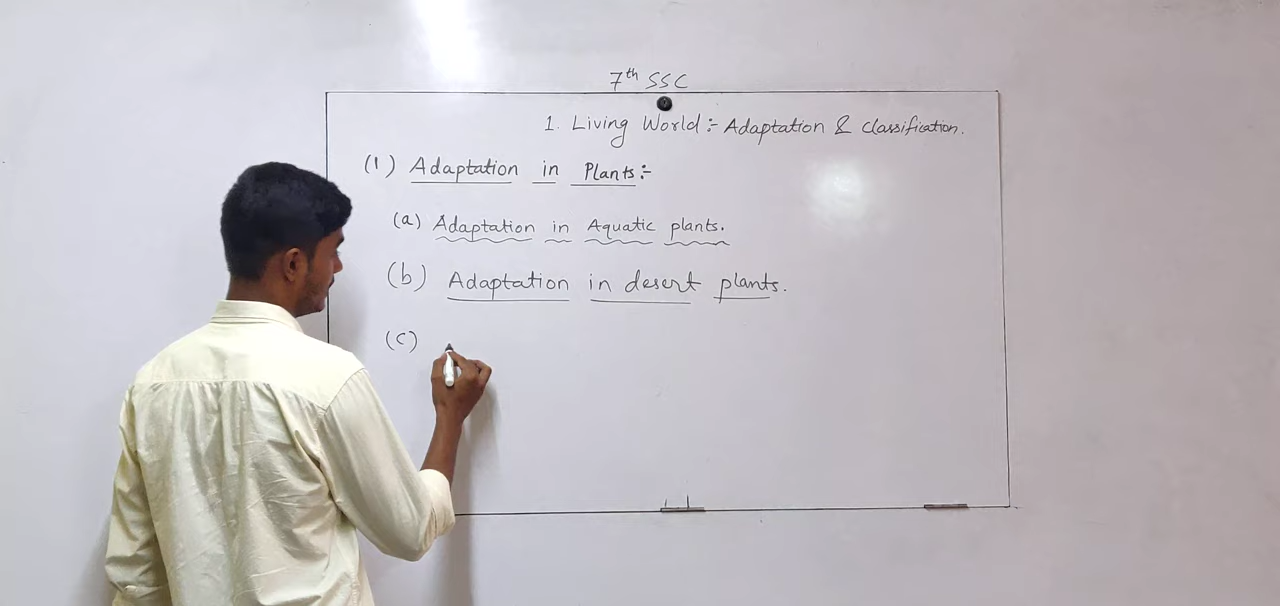 7th SSC
1. Living World :- Adaptation & Classification.
(1) Adaptation in Plants :-
(a) Adaptation in Aquatic plants.
(b) Adaptation in desert plants.
(c)